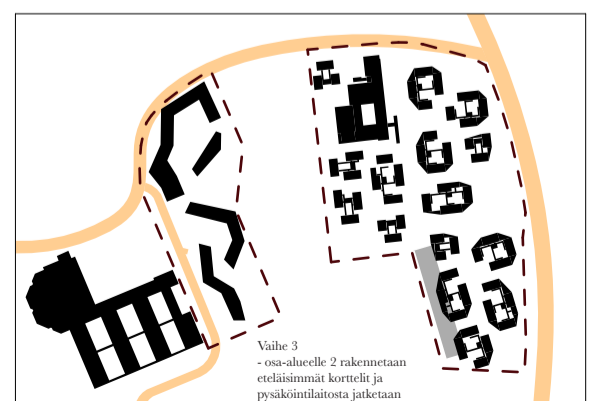 Vaihe 3
- osa-alueelle 2 rakennetaan
eteläisimmät korttelit ja
pysäköintilaitosta jatketaan